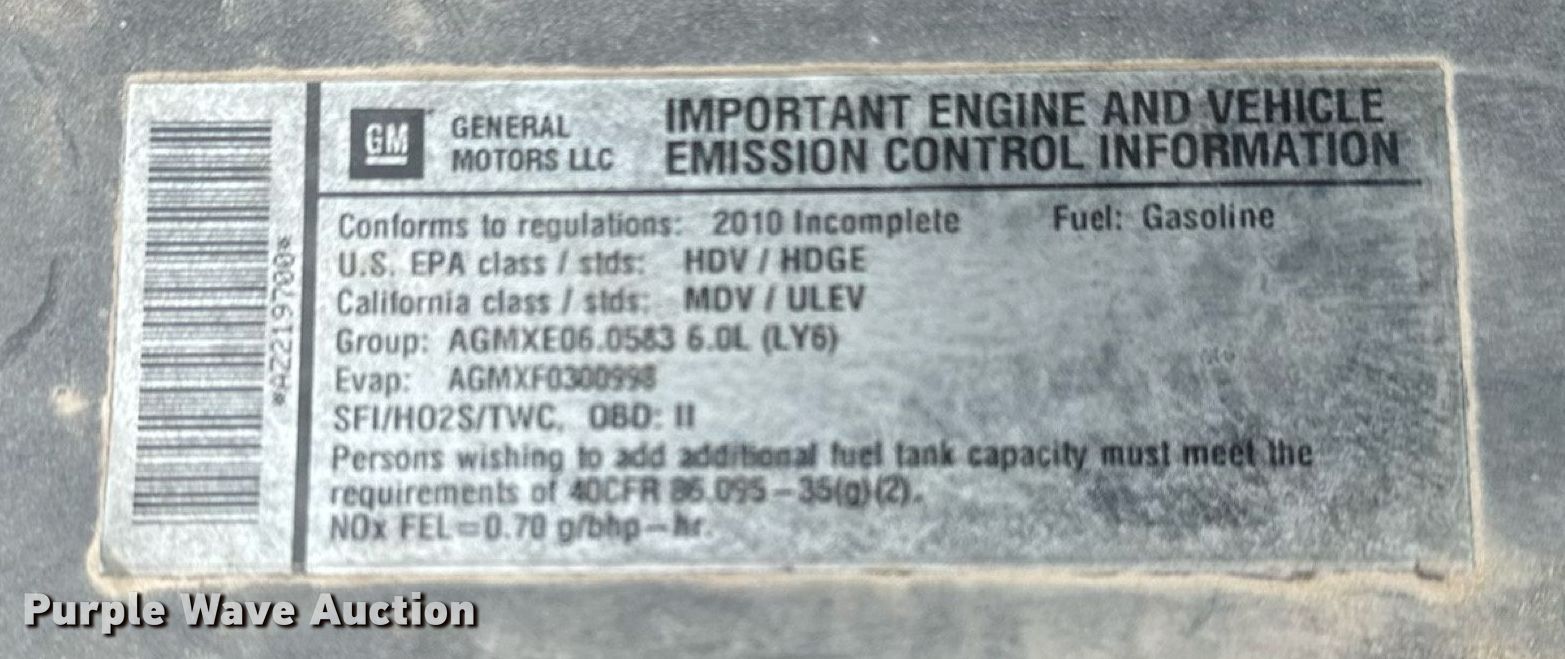 *AZ2219700*
GM
GENERAL
MOTORS LLC
IMPORTANT ENGINE AND VEHICLE
EMISSION CONTROL INFORMATION
Conforms to regulations: 2010 Incomplete Fuel: Gasoline
U.S. EPA class / stds: HDV / HDGE
California class / stds: MDV / ULEV
Group: AGMXE06.0583 6.0L (LY6)
Evap: AGMXF0300998
SFI/HO2S/TWC, OBD: II
Persons wishing to add additional fuel tank capacity must meet the
requirements of 40CFR 86.095-35(g)(2).
NOx FEL=0.70 g/bhp-hr.
Purple Wave Auction